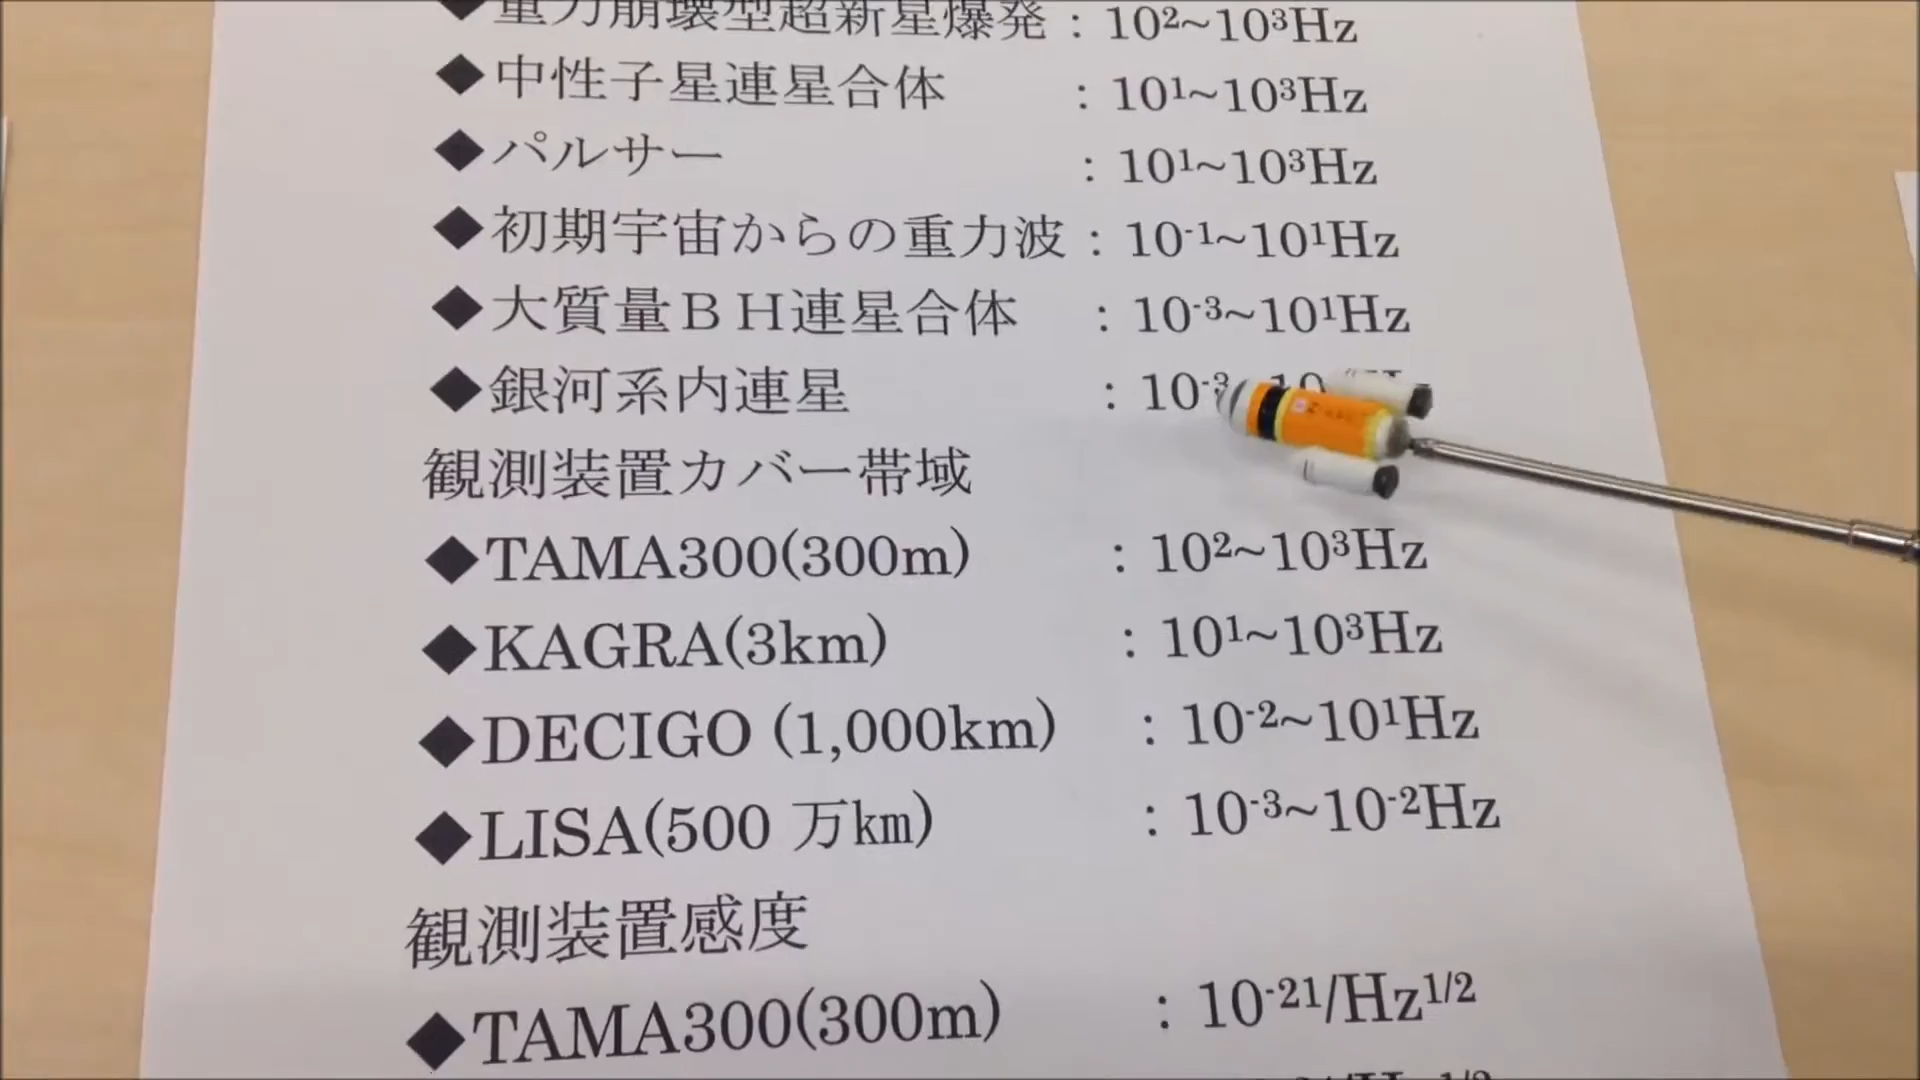 ◆重力崩壊型超新星爆発：10²~10³Hz
◆中性子星連星合体：10¹~10³Hz
◆パルサー：10¹~10³Hz
◆初期宇宙からの重力波：10⁻¹~10¹Hz
◆大質量ＢＨ連星合体：10⁻³~10¹Hz
◆銀河系内連星：10⁻³
観測装置カバー帯域
◆TAMA300(300m)：10²~10³Hz
◆KAGRA(3km)：10¹~10³Hz
◆DECIGO (1,000km)：10⁻²~10¹Hz
◆LISA(500 万㎞)：10⁻³~10⁻²Hz
観測装置感度
◆TAMA300(300m)：10⁻²¹/Hz¹/²